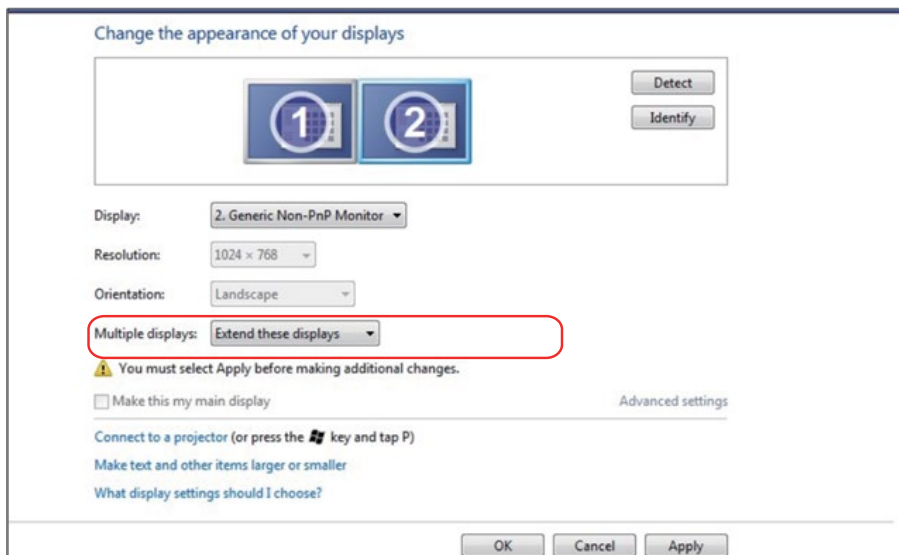 Change the appearance of your displays
1 2
Detect
Identify
Display: 2. Generic Non-PnP Monitor
Resolution: 1024 × 768
Orientation: Landscape
Multiple displays: Extend these displays
You must select Apply before making additional changes.
Make this my main display Advanced settings
Connect to a projector (or press the key and tap P)
Make text and other items larger or smaller
What display settings should I choose?
OK Cancel Apply